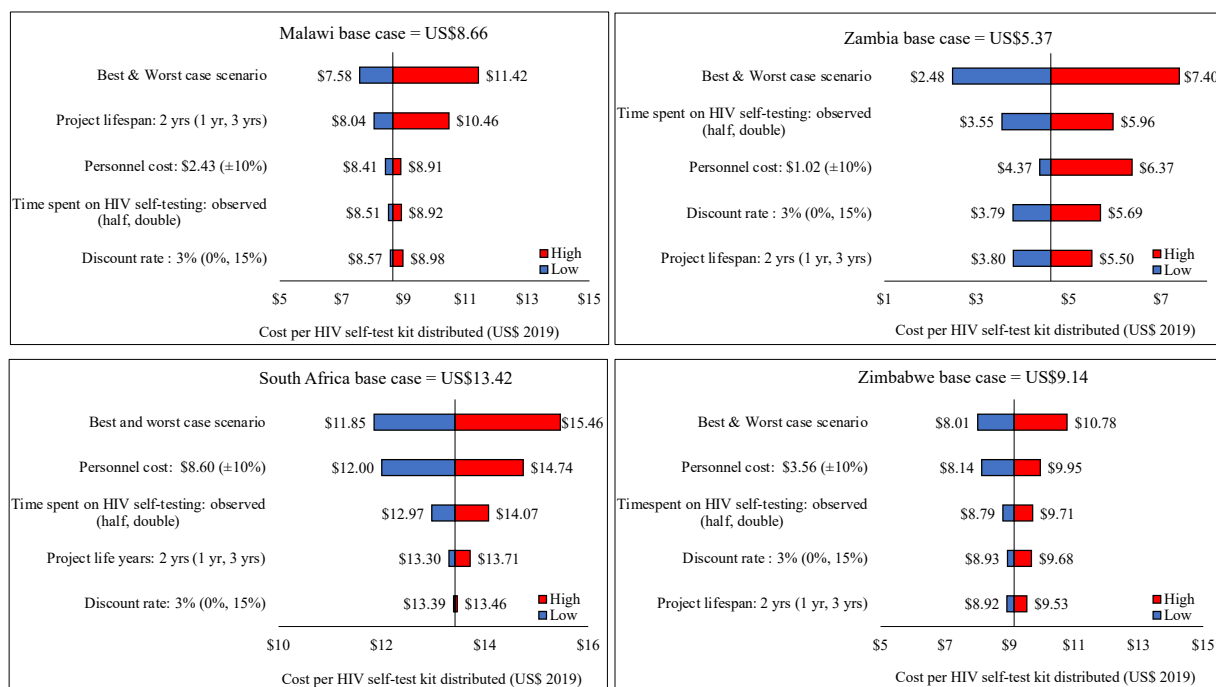 Malawi base case = US$8.66
Best & Worst case scenario
$7.58
$11.42
Project lifespan: 2 yrs (1 yr, 3 yrs)
$8.04
$10.46
Personnel cost: $2.43 (±10%)
$8.41
$8.91
Time spent on HIV self-testing: observed
(half, double)
$8.51
$8.92
Discount rate : 3% (0%, 15%)
$8.57
$8.98
High
Low
$5 $7 $9 $11 $13 $15
Cost per HIV self-test kit distributed (US$ 2019)
Zambia base case = US$5.37
Best & Worst case scenario
$2.48
$7.40
Time spent on HIV self-testing: observed
(half, double)
$3.55
$5.96
Personnel cost: $1.02 (±10%)
$4.37
$6.37
Discount rate : 3% (0%, 15%)
$3.79
$5.69
Project lifespan: 2 yrs (1 yr, 3 yrs)
$3.80
$5.50
High
Low
$1 $3 $5 $7
Cost per HIV self-test kit distributed (US$ 2019)
South Africa base case = US$13.42
Best and worst case scenario
$11.85
$15.46
Personnel cost: $8.60 (±10%)
$12.00
$14.74
Time spent on HIV self-testing: observed
(half, double)
$12.97
$14.07
Project life years: 2 yrs (1 yr, 3 yrs)
$13.30
$13.71
Discount rate: 3% (0%, 15%)
$13.39
$13.46
High
Low
$10 $12 $14 $16
Cost per HIV self-test kit distributed (US$ 2019)
Zimbabwe base case = US$9.14
Best & Worst case scenario
$8.01
$10.78
Personnel cost: $3.56 (±10%)
$8.14
$9.95
Timespent on HIV self-testing: observed
(half, double)
$8.79
$9.71
Discount rate : 3% (0%, 15%)
$8.93
$9.68
Project lifespan: 2 yrs (1 yr, 3 yrs)
$8.92
$9.53
High
Low
$5 $7 $9 $11 $13 $15
Cost per HIV self-test kit distributed (US$ 2019)